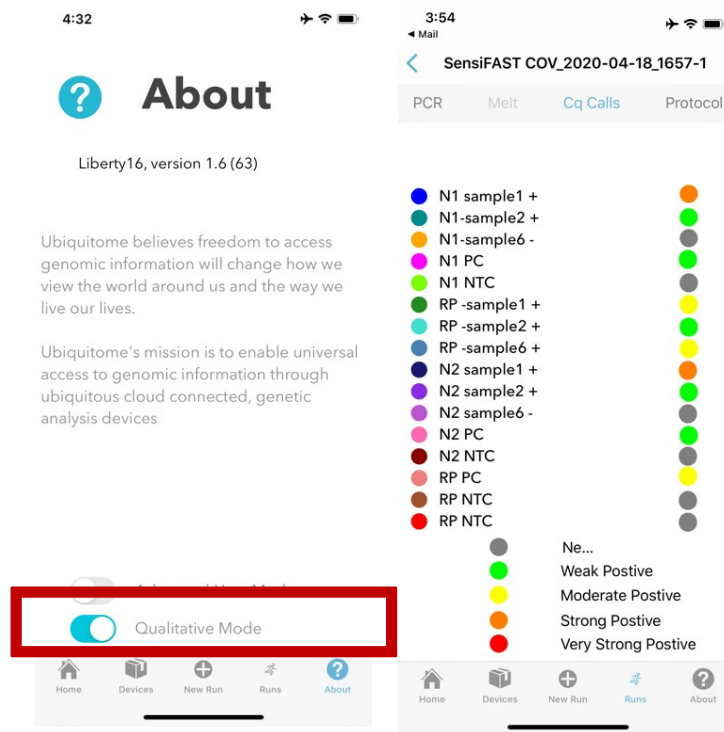 4:32
About
Liberty16, version 1.6 (63)
Ubiquitome believes freedom to access
genomic information will change how we
view the world around us and the way we
live our lives.
Ubiquitome's mission is to enable universal
access to genomic information through
ubiquitous cloud connected, genetic
analysis devices
Qualitative Mode
Home Devices New Run Runs About
3:54
Mail
SensiFAST COV_2020-04-18_1657-1
PCR Melt Cq Calls Protocol
N1 sample1 +
N1-sample2 +
N1-sample6 -
N1 PC
N1 NTC
RP -sample1 +
RP -sample2 +
RP -sample6 +
N2 sample1 +
N2 sample2 +
N2 sample6 -
N2 PC
N2 NTC
RP PC
RP NTC
RP NTC
Ne...
Weak Postive
Moderate Postive
Strong Postive
Very Strong Postive
Home Devices New Run Runs About